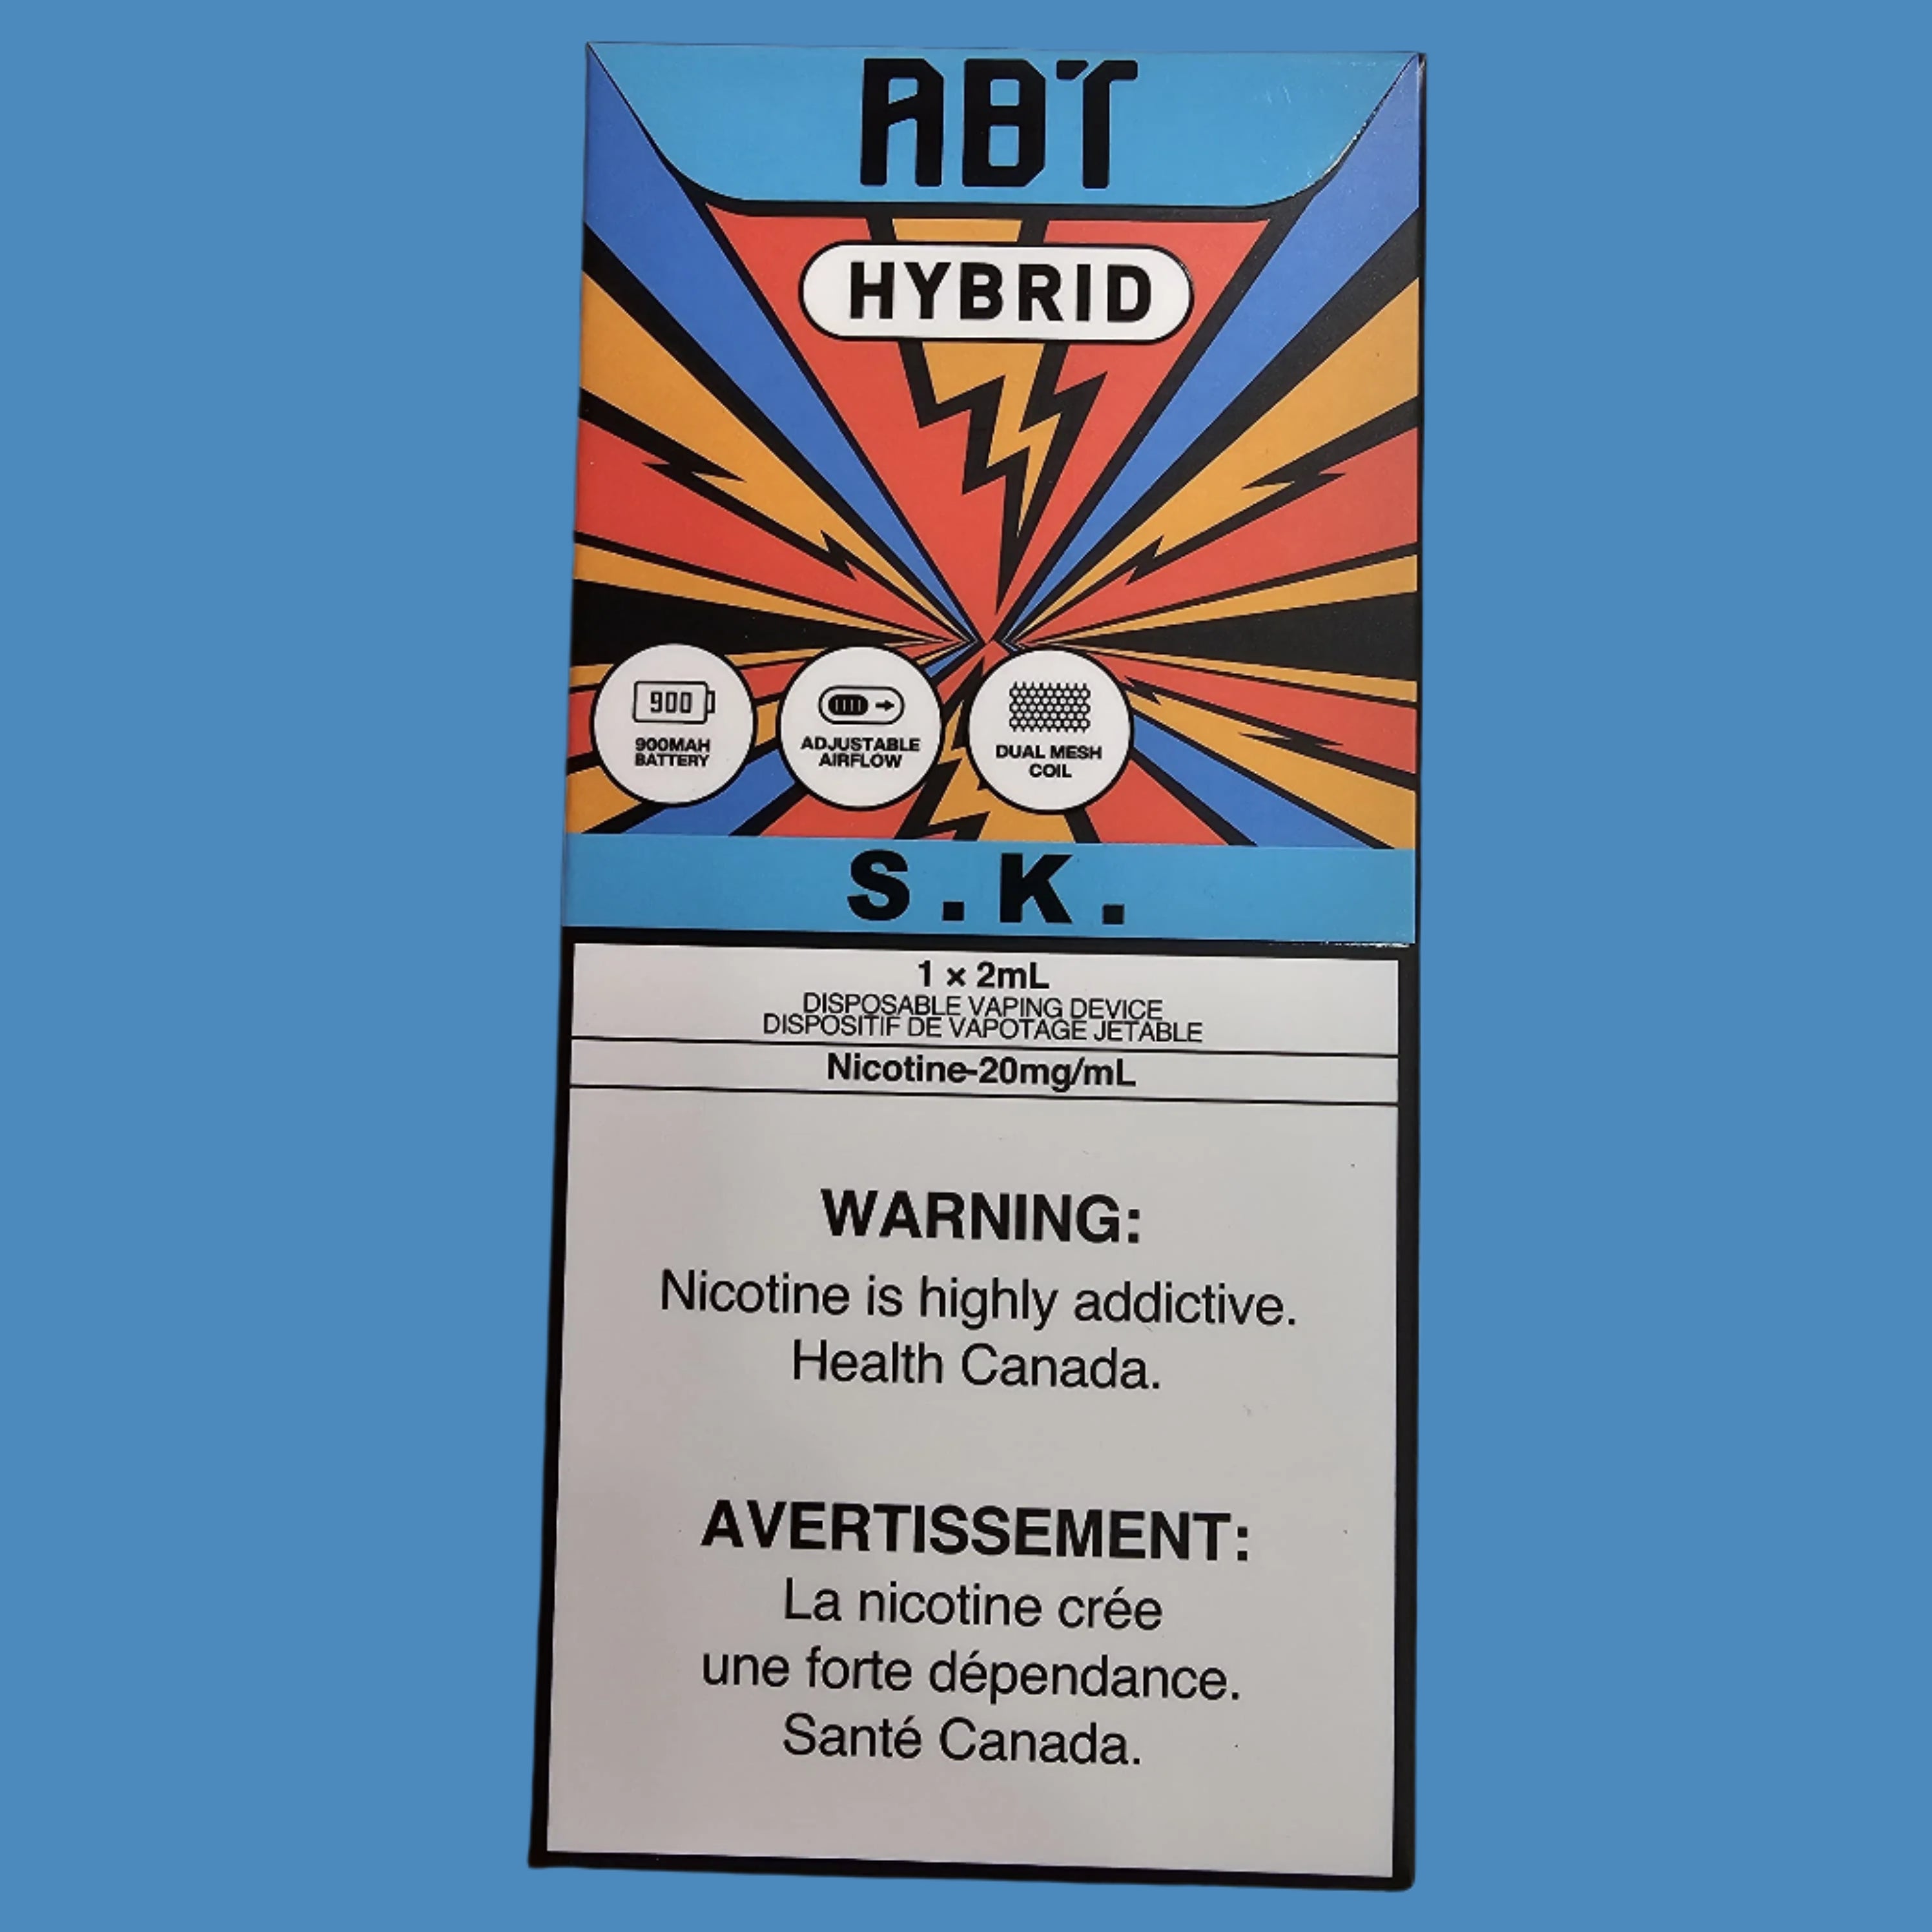 ABT
HYBRID
900
900MAH
BATTERY
ADJUSTABLE
AIRFLOW
DUAL MESH
COIL
S.K.
1 × 2mL
DISPOSABLE VAPING DEVICE
DISPOSITIF DE VAPOTAGE JETABLE
Nicotine-20mg/mL
WARNING:
Nicotine is highly addictive.
Health Canada.
AVERTISSEMENT:
La nicotine crée
une forte dépendance.
Santé Canada.